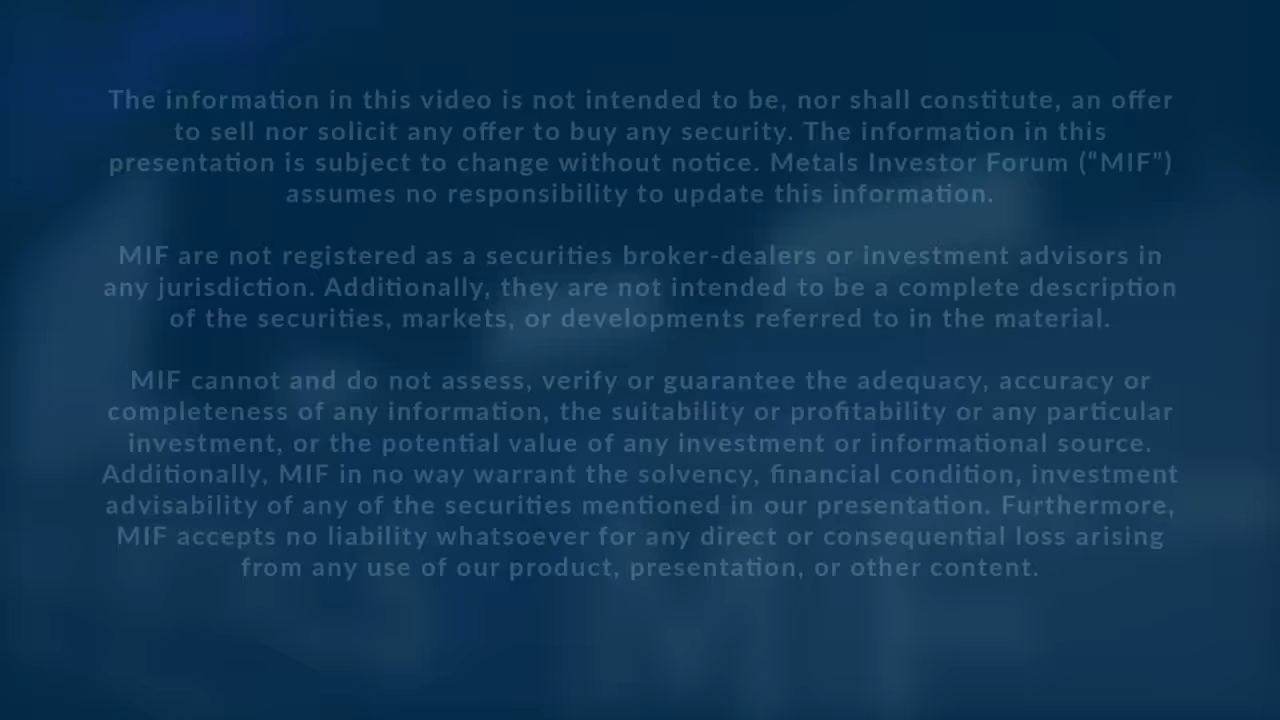 The information in this video is not intended to be, nor shall constitute, an offer
to sell nor solicit any offer to buy any security. The information in this
presentation is subject to change without notice. Metals Investor Forum (“MIF”)
assumes no responsibility to update this information.
MIF are not registered as a securities broker-dealers or investment advisors in
any jurisdiction. Additionally, they are not intended to be a complete description
of the securities, markets, or developments referred to in the material.
MIF cannot and do not assess, verify or guarantee the adequacy, accuracy or
completeness of any information, the suitability or profitability or any particular
investment, or the potential value of any investment or informational source.
Additionally, MIF in no way warrant the solvency, financial condition, investment
advisability of any of the securities mentioned in our presentation. Furthermore,
MIF accepts no liability whatsoever for any direct or consequential loss arising
from any use of our product, presentation, or other content.